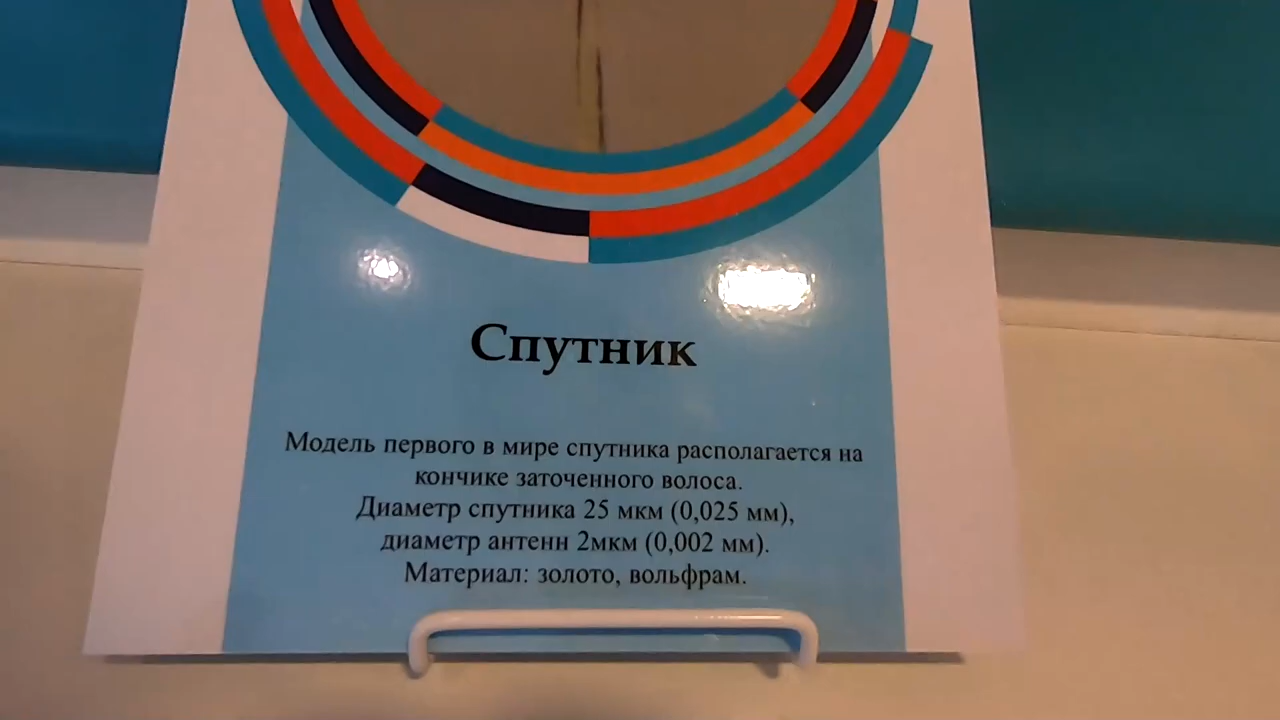 Спутник
Модель первого в мире спутника располагается на
кончике заточенного волоса.
Диаметр спутника 25 мкм (0,025 мм),
диаметр антенн 2мкм (0,002 мм).
Материал: золото, вольфрам.